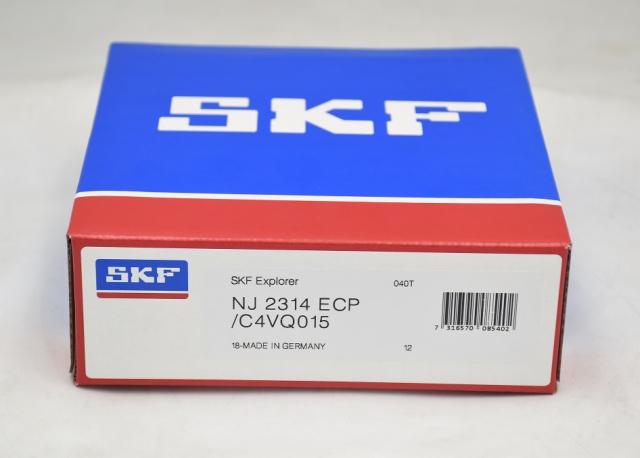 SKF
SKF
SKF Explorer 040T
NJ 2314 ECP
/C4VQ015
18-MADE IN GERMANY 12
7 316570 085402